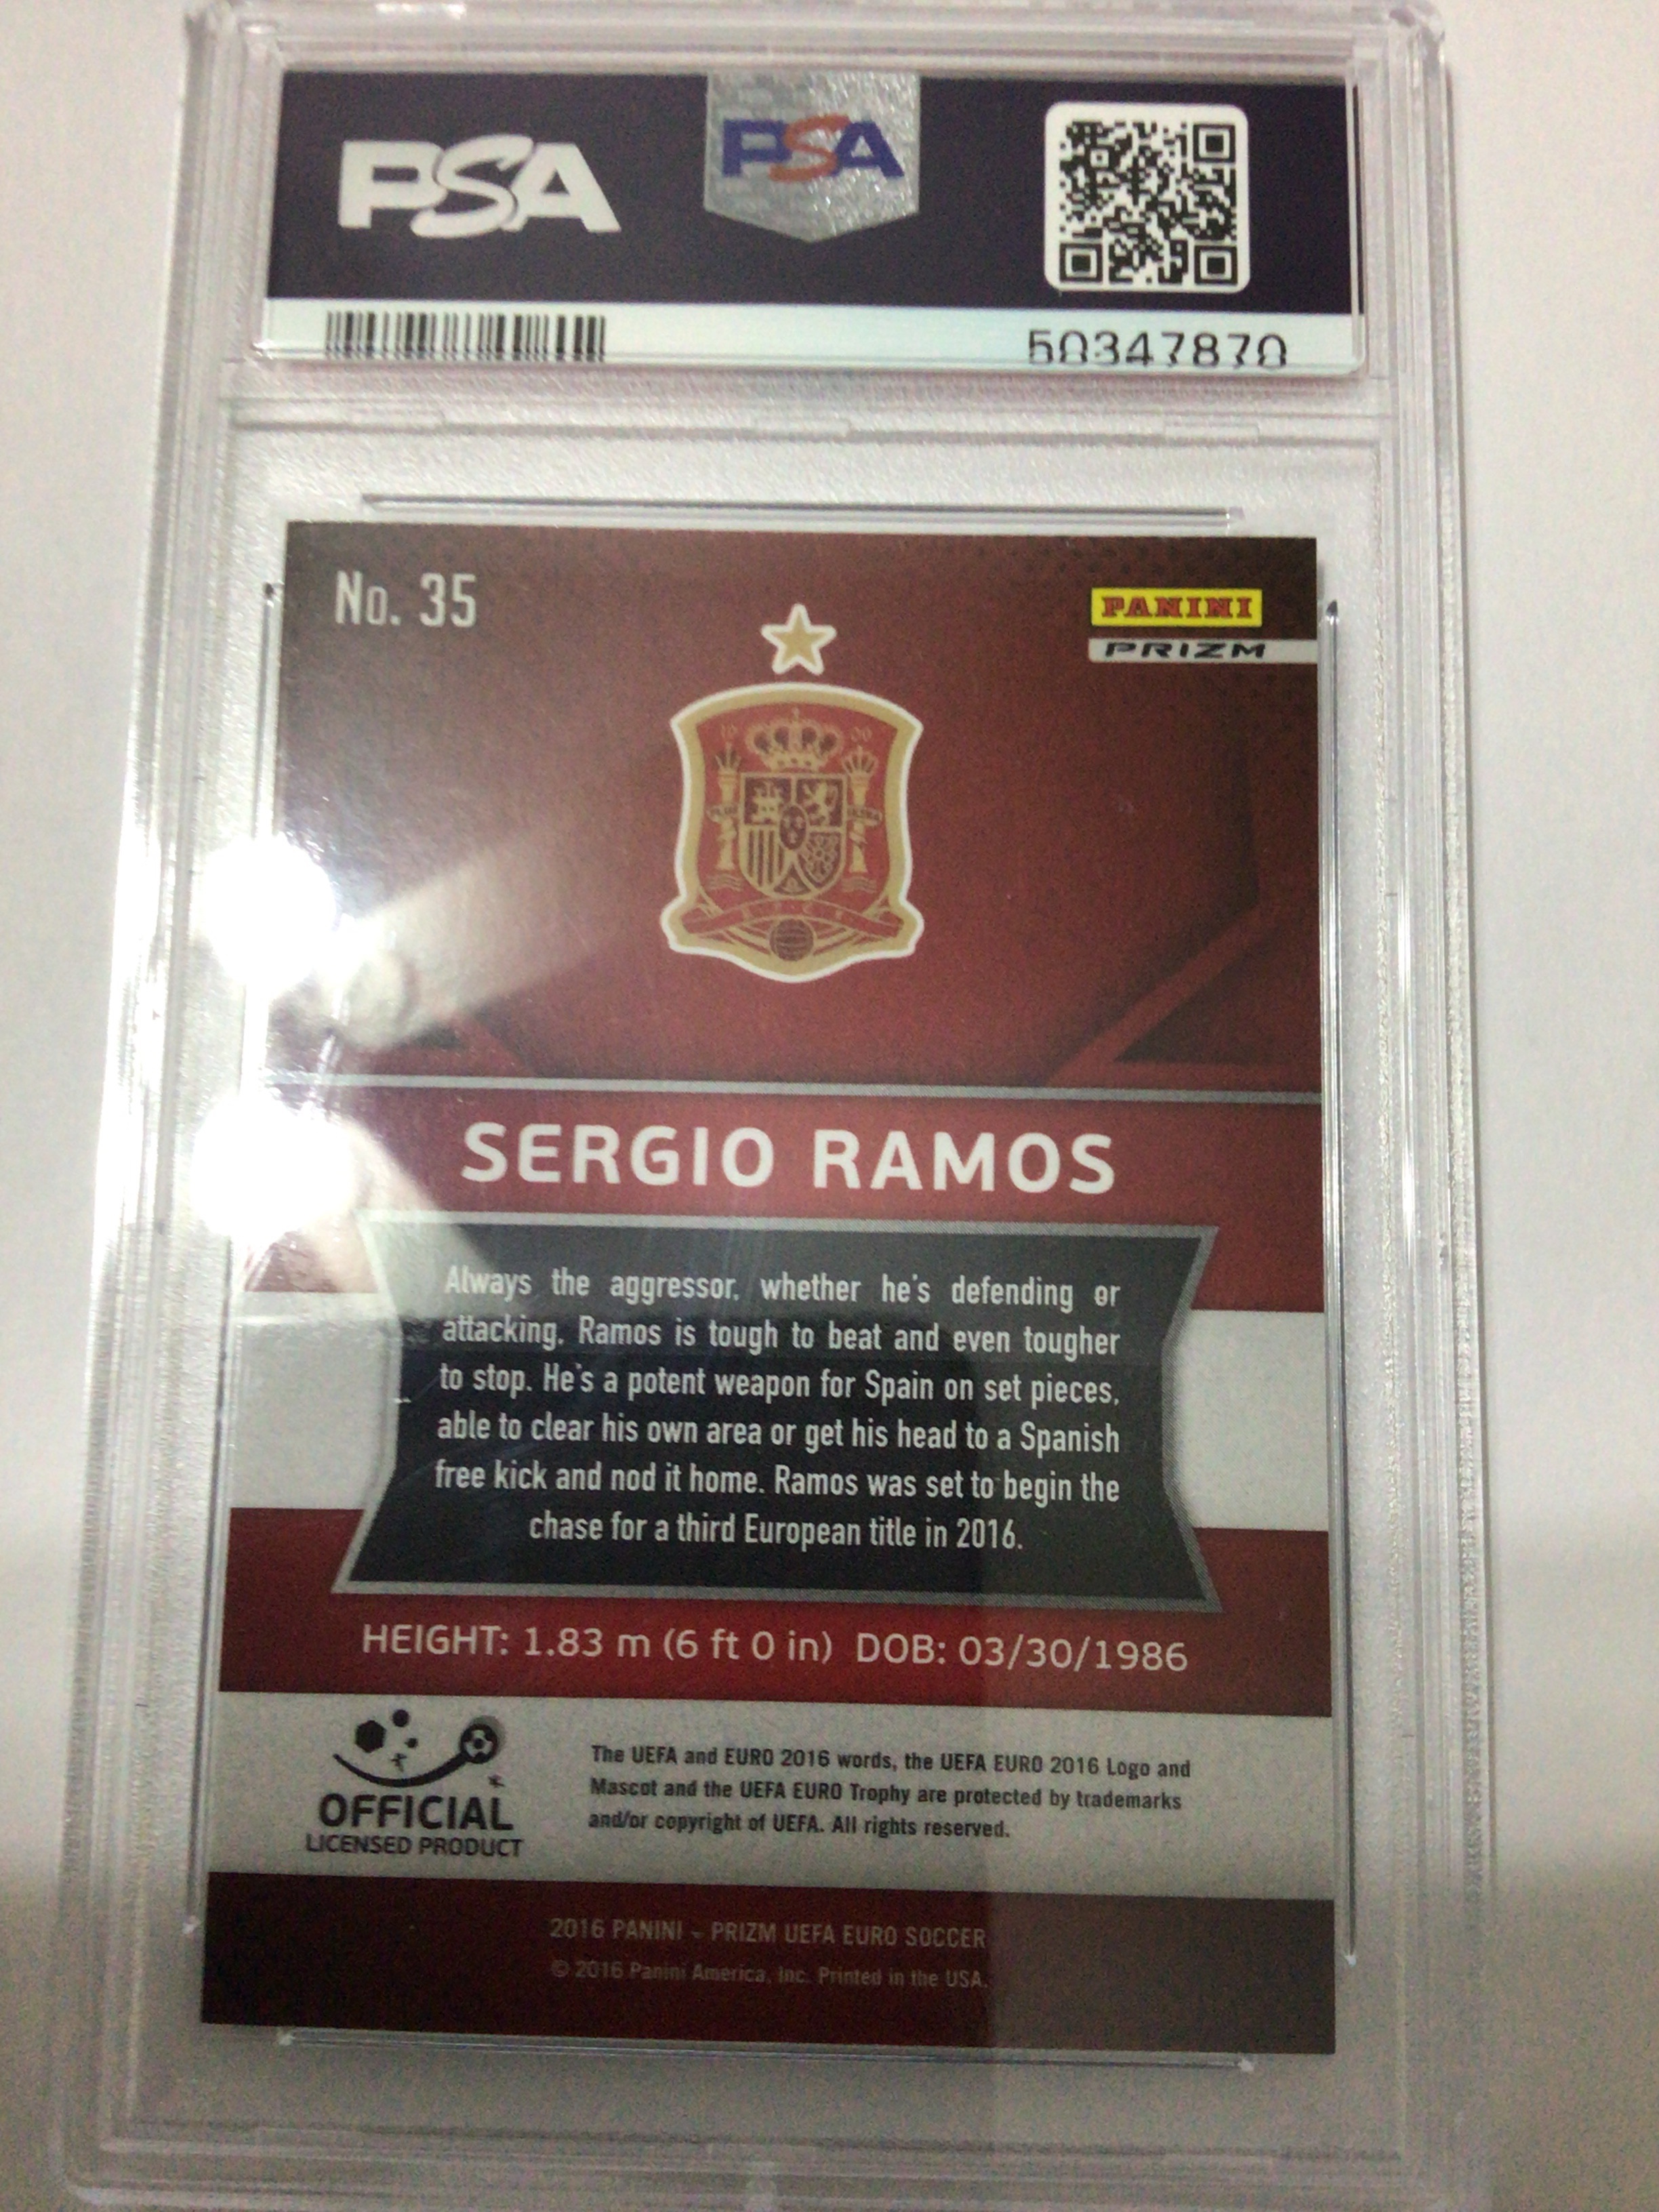 PSA
PSA
50347870
No. 35
PANINI
PRIZM
SERGIO RAMOS
Always the aggressor, whether he's defending or
attacking, Ramos is tough to beat and even tougher
to stop. He's a potent weapon for Spain on set pieces,
able to clear his own area or get his head to a Spanish
free kick and nod it home. Ramos was set to begin the
chase for a third European title in 2016.
HEIGHT: 1.83 m (6 ft 0 in) DOB: 03/30/1986
OFFICIAL
LICENSED PRODUCT
The UEFA and EURO 2016 words, the UEFA EURO 2016 Logo and
Mascot and the UEFA EURO Trophy are protected by trademarks
and/or copyright of UEFA. All rights reserved.
2016 PANINI - PRIZM UEFA EURO SOCCER
© 2016 Panini America, Inc. Printed in the USA.